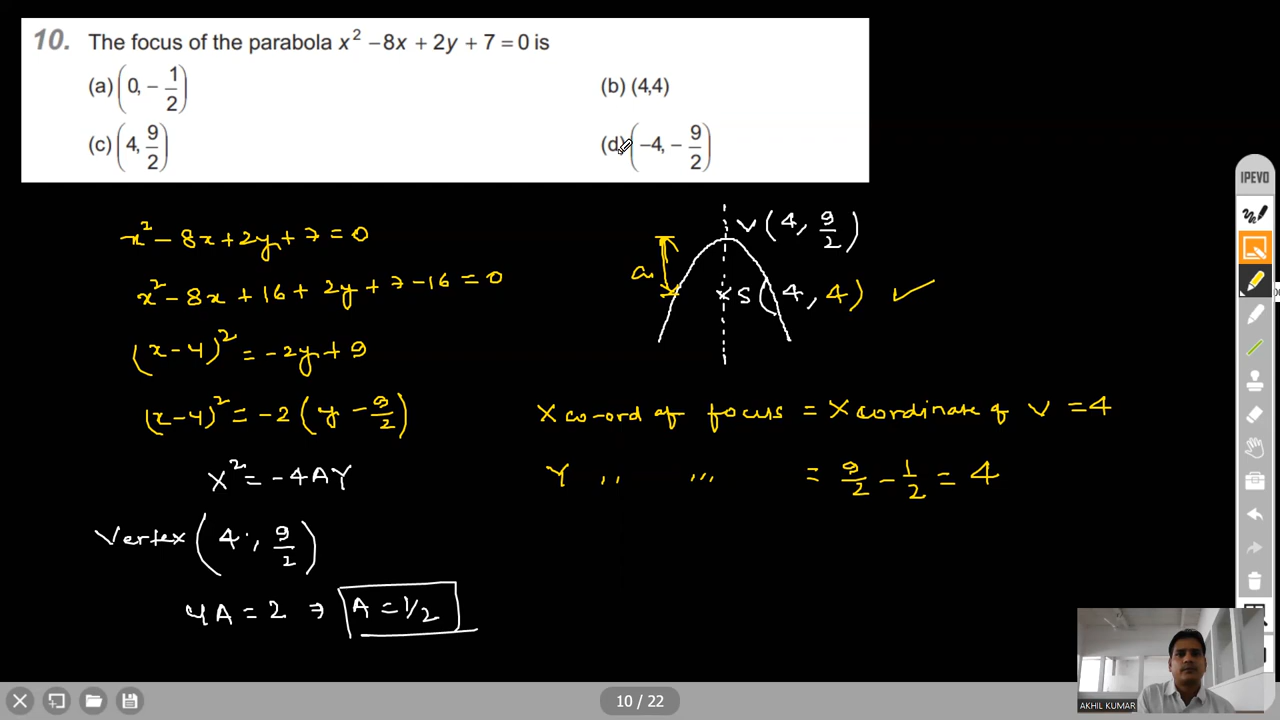 10. The focus of the parabola x² – 8x + 2y + 7 = 0 is
(a) (0, – 1/2)
(b) (4,4)
(c) (4, 9/2)
(d) (–4, – 9/2)
x² – 8x + 2y + 7 = 0
x² – 8x + 16 + 2y + 7 – 16 = 0
(x – 4)² = –2y + 9
(x – 4)² = –2 (y – 9/2)
X² = –4AY
Vertex (4, 9/2)
4A = 2 ⇒ A = 1/2
V (4, 9/2)
a
S (4, 4) ✓
X co-ord of focus = X cordinate of V = 4
Y ,, ,,, = 9/2 – 1/2 = 4
IPEVO
10 / 22
AKHIL KUMAR